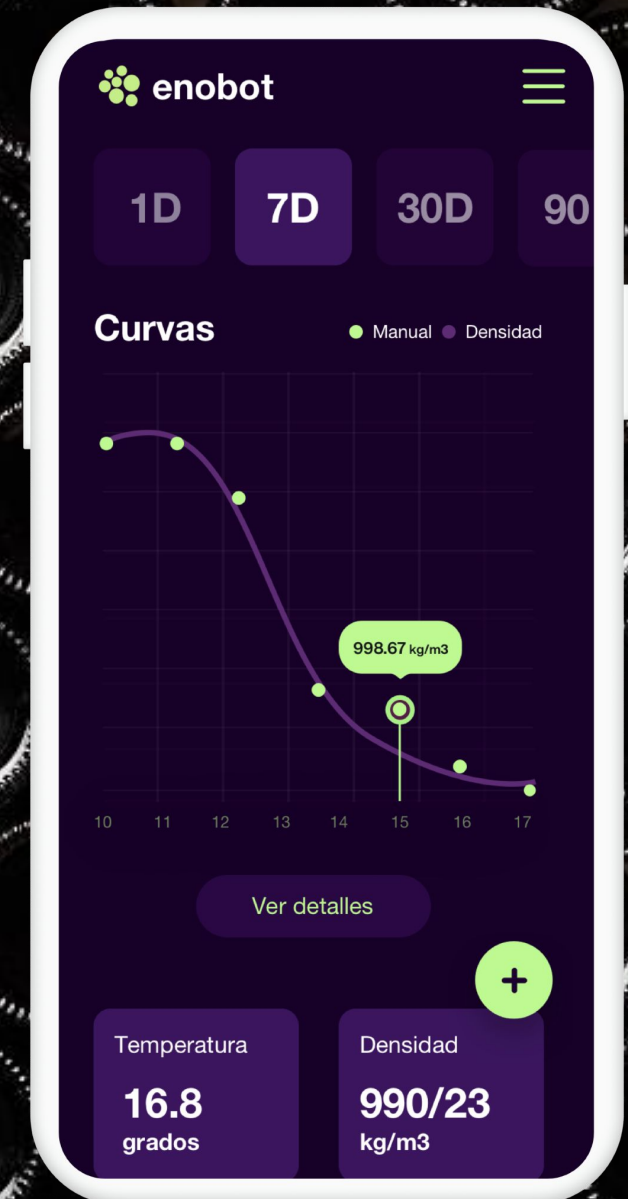 enobot
1D 7D 30D 90
Curvas
Manual Densidad
998.67 kg/m3
10 11 12 13 14 15 16 17
Ver detalles
+
Temperatura Densidad
16.8 990/23
grados kg/m3